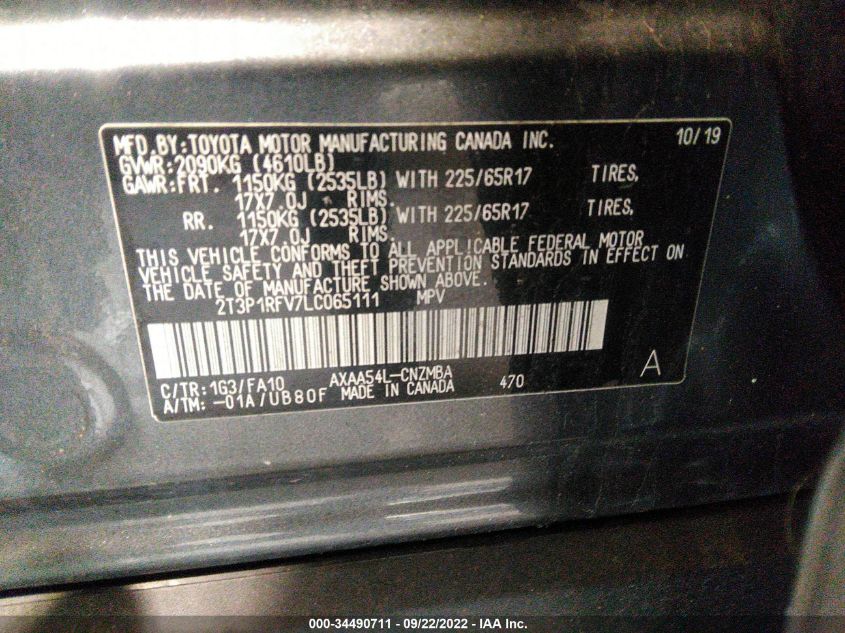 MFD.BY:TOYOTA MOTOR MANUFACTURING CANADA INC. 10/19
GVWR:2090KG (4610LB)
GAWR:FRT. 1150KG (2535LB) WITH 225/65R17 TIRES,
17X7.0J RIMS.
RR. 1150KG (2535LB) WITH 225/65R17 TIRES,
17X7.0J RIMS.
THIS VEHICLE CONFORMS TO ALL APPLICABLE FEDERAL MOTOR
VEHICLE SAFETY AND THEFT PREVENTION STANDARDS IN EFFECT ON
THE DATE OF MANUFACTURE SHOWN ABOVE.
2T3P1RFV7LC065111 MPV
C/TR:1G3/FA10 AXAA54L-CNZMBA 470 A
A/TM:-01A/UB80F MADE IN CANADA
000-34490711 - 09/22/2022 - IAA Inc.